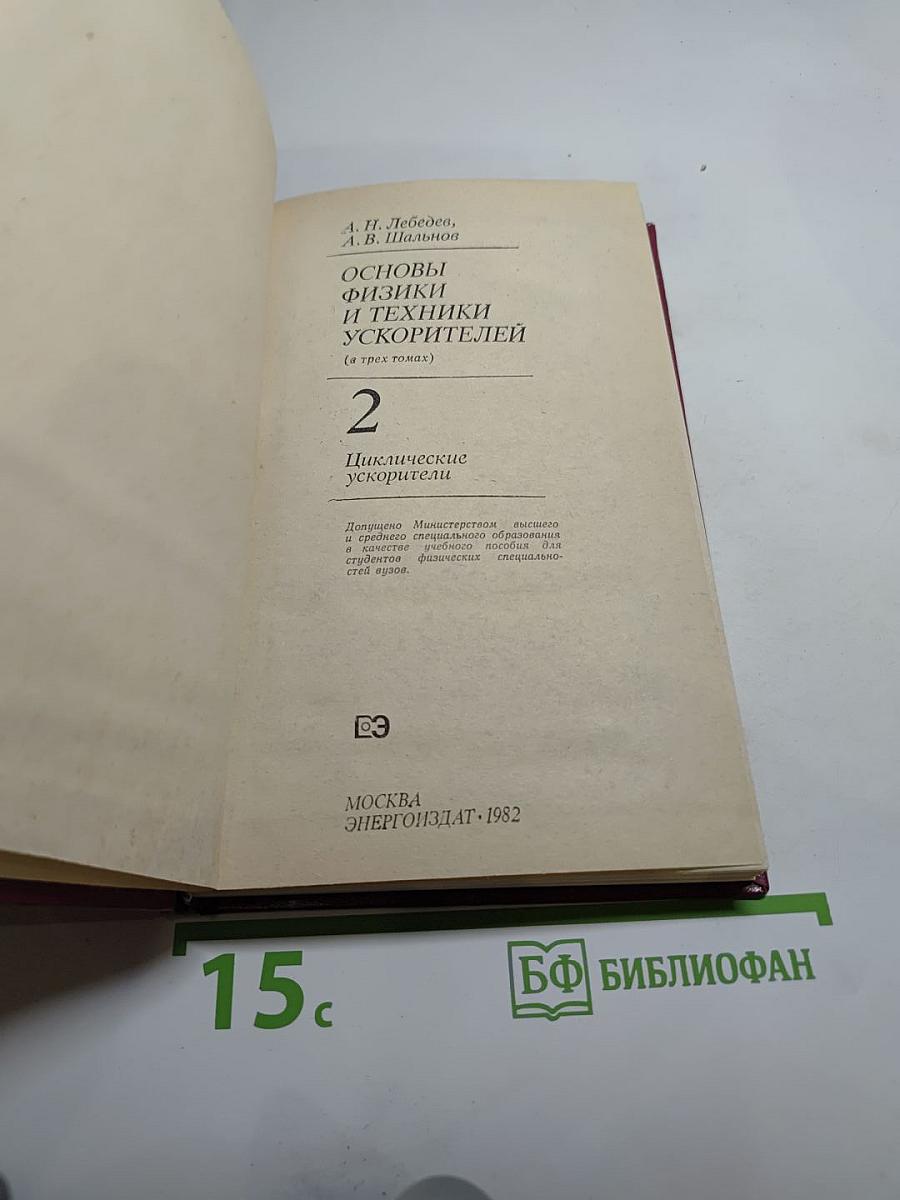 А. Н. Лебедев,
А. В. Шальнов
ОСНОВЫ
ФИЗИКИ
И ТЕХНИКИ
УСКОРИТЕЛЕЙ
(в трех томах)
2
Циклические
ускорители
Допущено Министерством высшего
и среднего специального образования
в качестве учебного пособия для
студентов физических специально-
стей вузов.
МОСКВА
ЭНЕРГОИЗДАТ · 1982
15 с
БФ БИБЛИОФАН